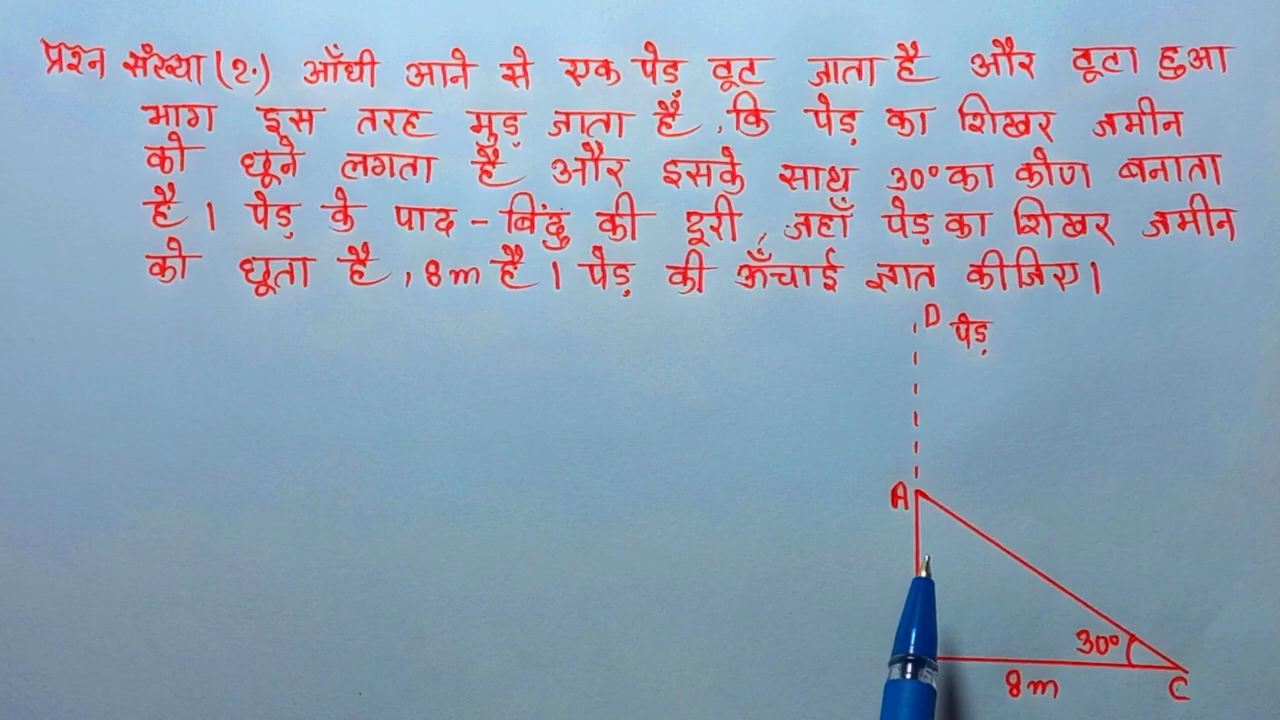 प्रश्न संख्या (2.) आँधी आने से एक पेड़ टूट जाता है और टूटा हुआ
भाग इस तरह मुड़ जाता है, कि पेड़ का शिखर जमीन
को छूने लगता है और इसके साथ 30° का कोण बनाता
है । पेड़ के पाद - बिंदु की दूरी , जहाँ पेड़ का शिखर जमीन
को छूता है , 8m है । पेड़ की ऊँचाई ज्ञात कीजिए ।
D पेड़
A
30°
8m
C